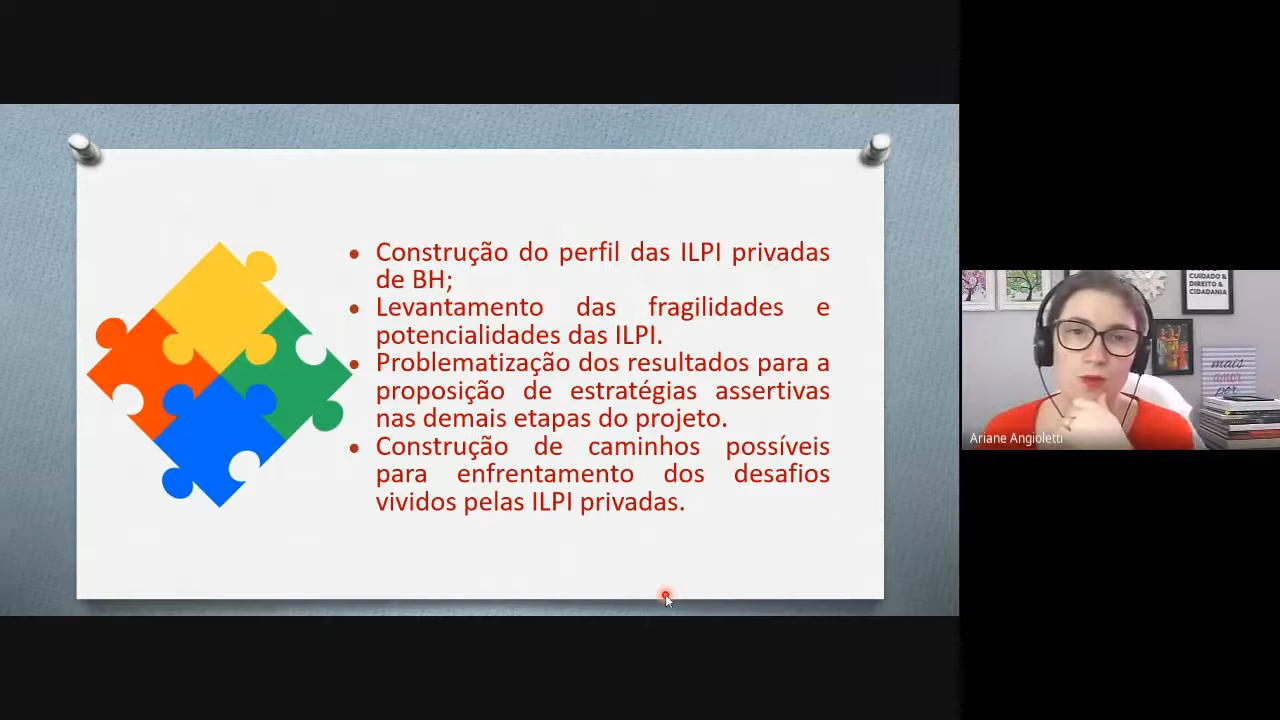 • Construção do perfil das ILPI privadas
de BH;
• Levantamento das fragilidades e
potencialidades das ILPI.
• Problematização dos resultados para a
proposição de estratégias assertivas
nas demais etapas do projeto.
• Construção de caminhos possíveis
para enfrentamento dos desafios
vividos pelas ILPI privadas.
CUIDADO &
DIREITO &
CIDADANIA
mais
Ariane Angioletti